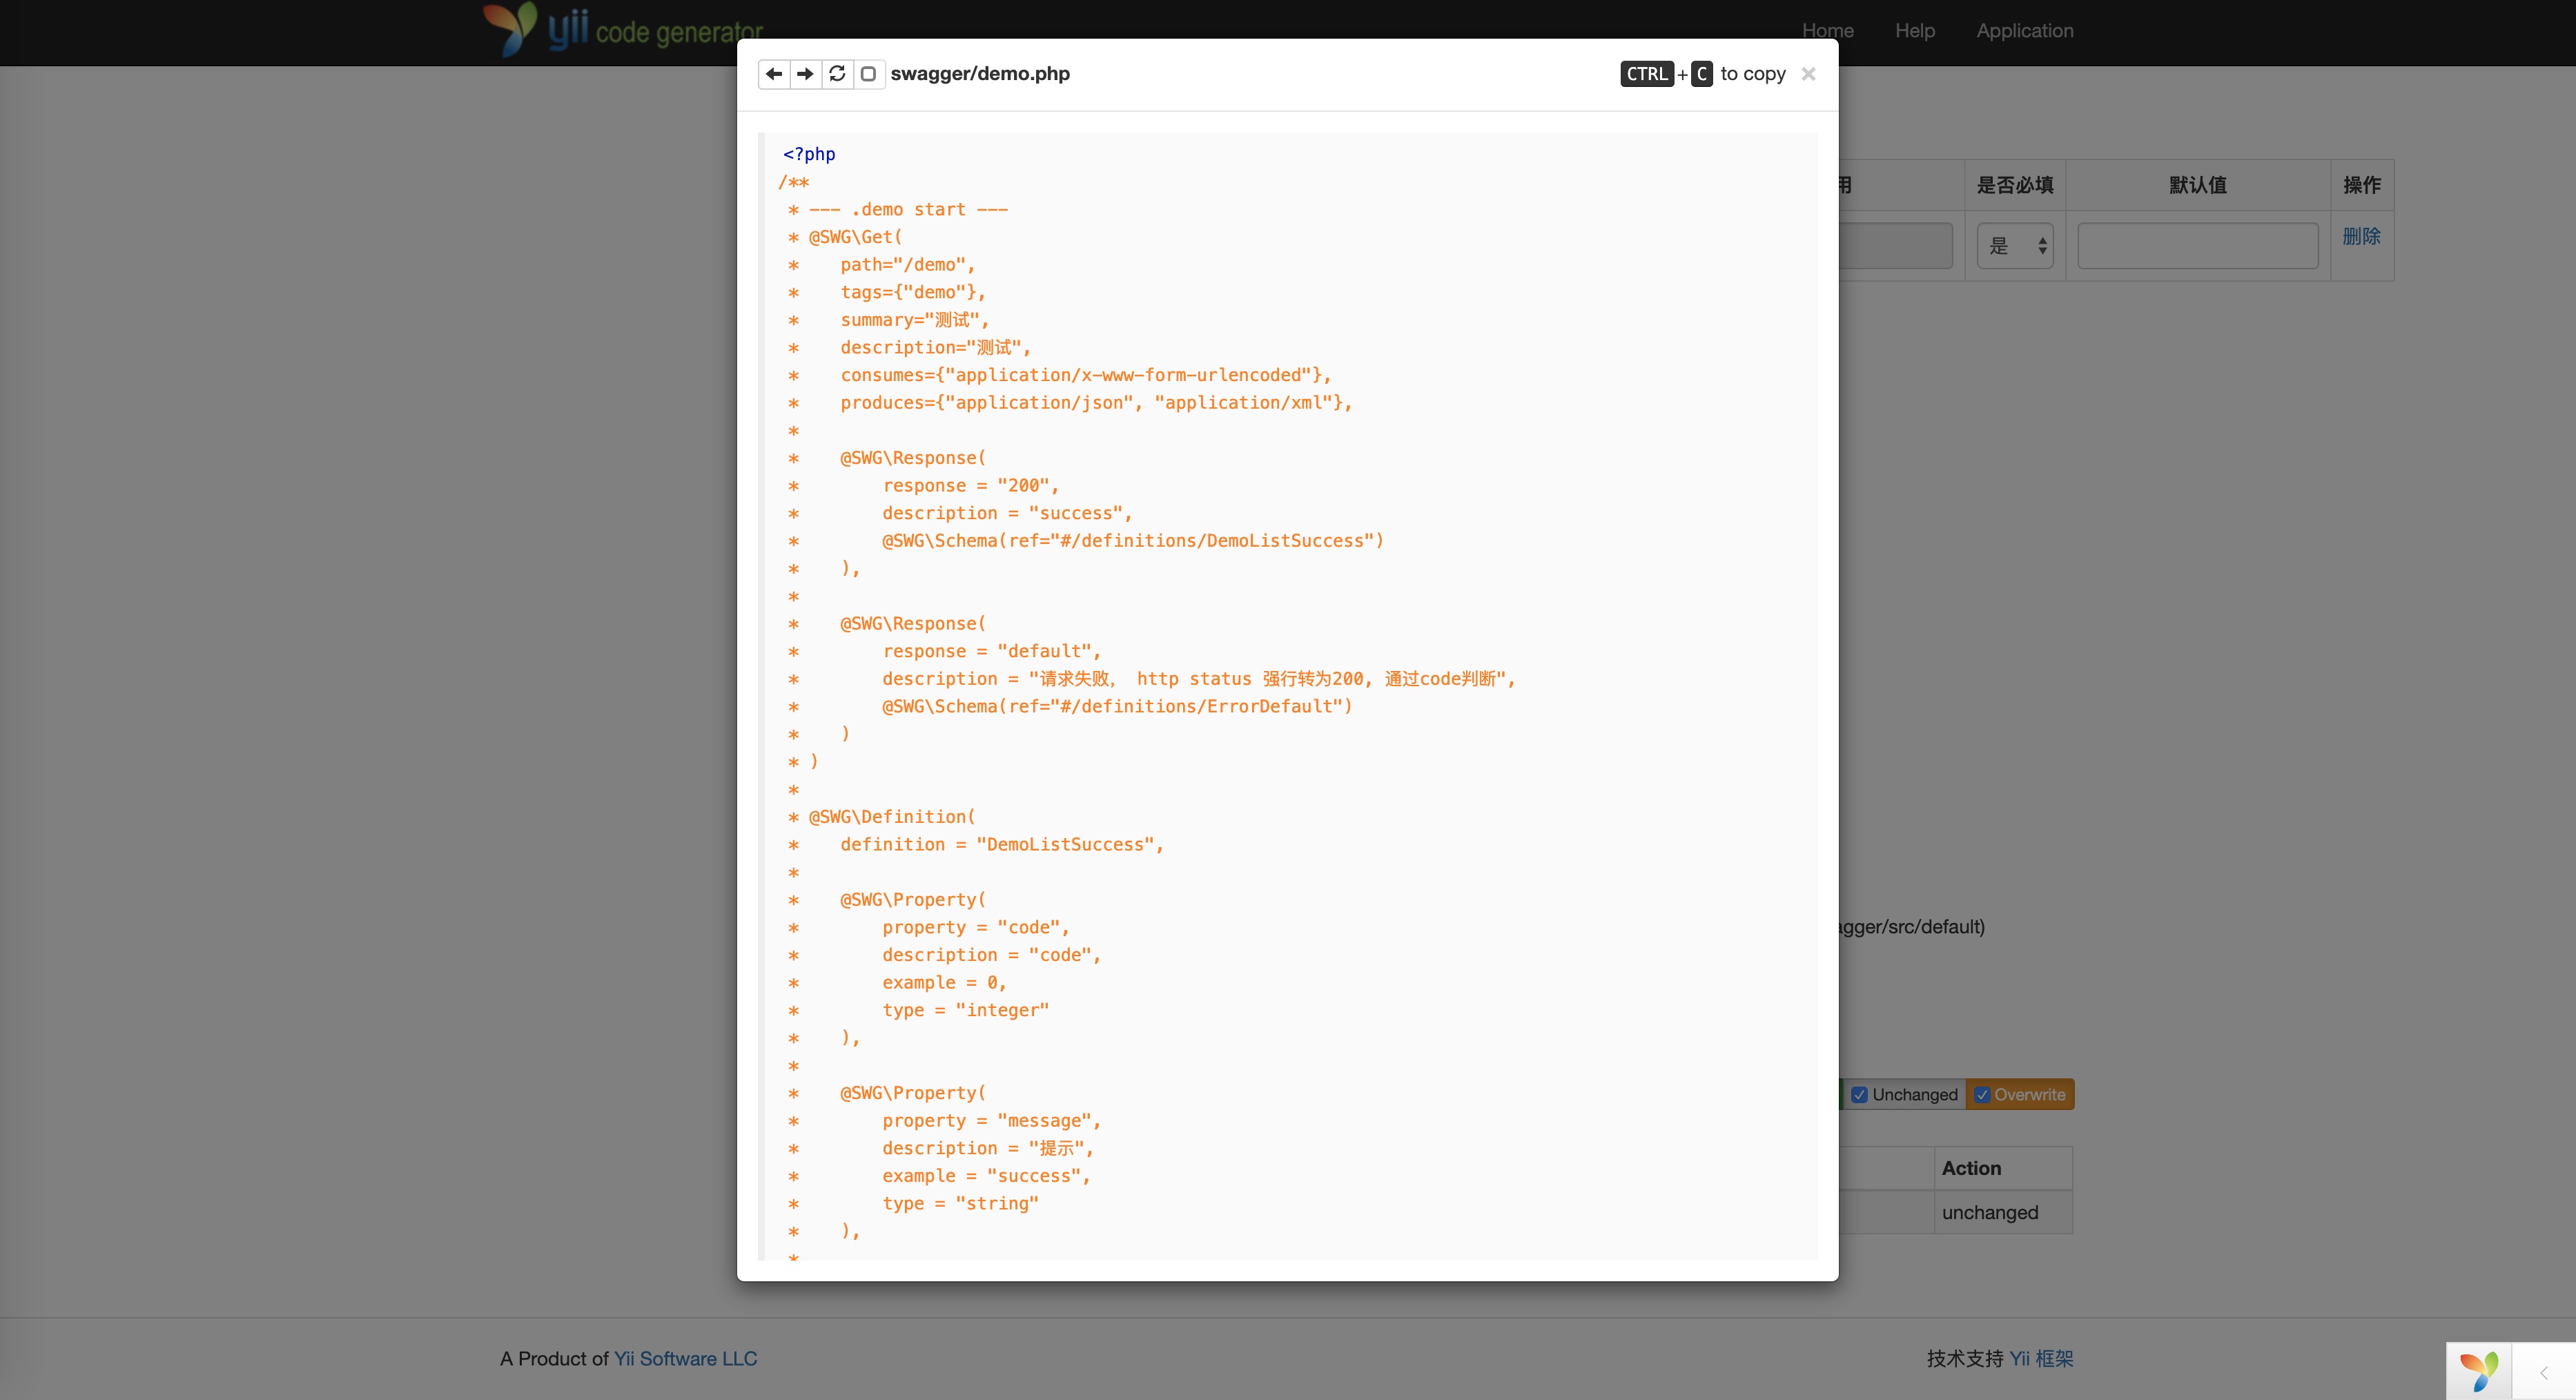 yii code generator
Home Help Application
swagger/demo.php
CTRL + C to copy ×
<?php
/**
 * --- .demo start ---
 * @SWG\Get(
 *    path="/demo",
 *    tags={"demo"},
 *    summary="测试",
 *    description="测试",
 *    consumes={"application/x-www-form-urlencoded"},
 *    produces={"application/json", "application/xml"},
 *
 *    @SWG\Response(
 *        response = "200",
 *        description = "success",
 *        @SWG\Schema(ref="#/definitions/DemoListSuccess")
 *    ),
 *
 *    @SWG\Response(
 *        response = "default",
 *        description = "请求失败， http status 强行转为200, 通过code判断",
 *        @SWG\Schema(ref="#/definitions/ErrorDefault")
 *    )
 * )
 *
 * @SWG\Definition(
 *    definition = "DemoListSuccess",
 *
 *    @SWG\Property(
 *        property = "code",
 *        description = "code",
 *        example = 0,
 *        type = "integer"
 *    ),
 *
 *    @SWG\Property(
 *        property = "message",
 *        description = "提示",
 *        example = "success",
 *        type = "string"
 *    ),
 *
用 是否必填 默认值 操作
是 删除
agger/src/default)
Unchanged Overwrite
Action
unchanged
A Product of Yii Software LLC
技术支持 Yii 框架